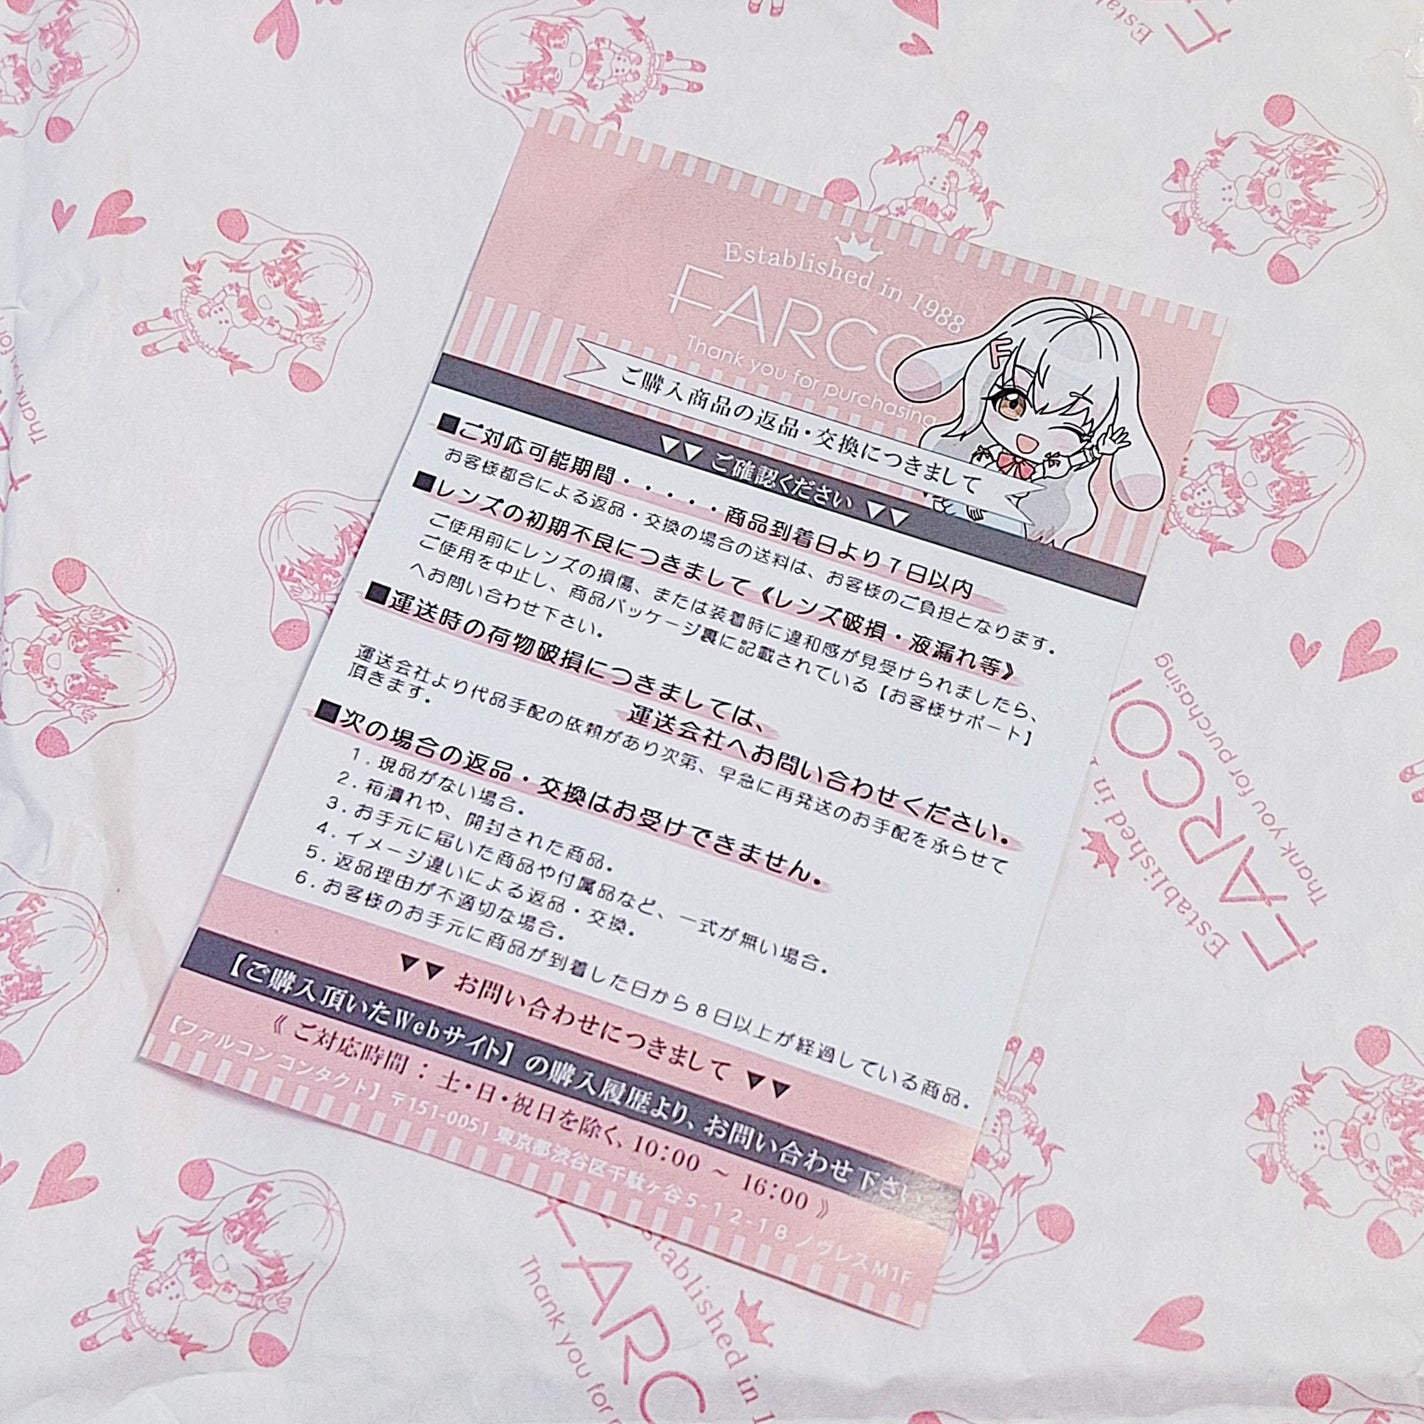 Established in 1988
FARCO
Thank you for purchasing
F
ご購入商品の返品・交換につきまして
▼▼ ご確認ください ▼▼
■ご対応可能期間・・・・・商品到着日より7日以内
お客様都合による返品・交換の場合の送料は、お客様のご負担となります。
■レンズの初期不良につきまして《レンズ破損・液漏れ等》
ご使用前にレンズの損傷、または装着時に違和感が見受けられましたら、
ご使用を中止し、商品パッケージ裏に記載されている【お客様サポート】
へお問い合わせ下さい。
■運送時の荷物破損につきましては、
運送会社へお問い合わせください。
運送会社より代品手配の依頼があり次第、早急に再発送のお手配を承らせて
頂きます。
■次の場合の返品・交換はお受けできません。
1．現品がない場合。
2．箱潰れや、開封された商品。
3．お手元に届いた商品や付属品など、一式が無い場合。
4．イメージ違いによる返品・交換。
5．返品理由が不適切な場合。
6．お客様のお手元に商品が到着した日から8日以上が経過している商品。
▼▼ お問い合わせにつきまして ▼▼
【ご購入頂いたWebサイト】の購入履歴より、お問い合わせ下さい
《 ご対応時間：土・日・祝日を除く、10：00 ～ 16：00 》
【ファルコン コンタクト】〒151-0051 東京都渋谷区千駄ヶ谷5-12-18 ノヴレスM1F
Established in 1
FARCO
Thank you for purchasing
Established in 1
FARC
Thank you for